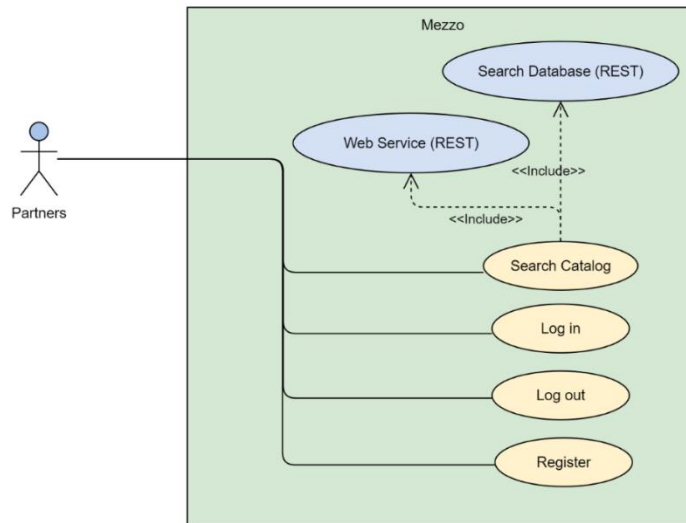 Mezzo
Search Database (REST)
Web Service (REST)
<<Include>>
<<Include>>
Partners
Search Catalog
Log in
Log out
Register